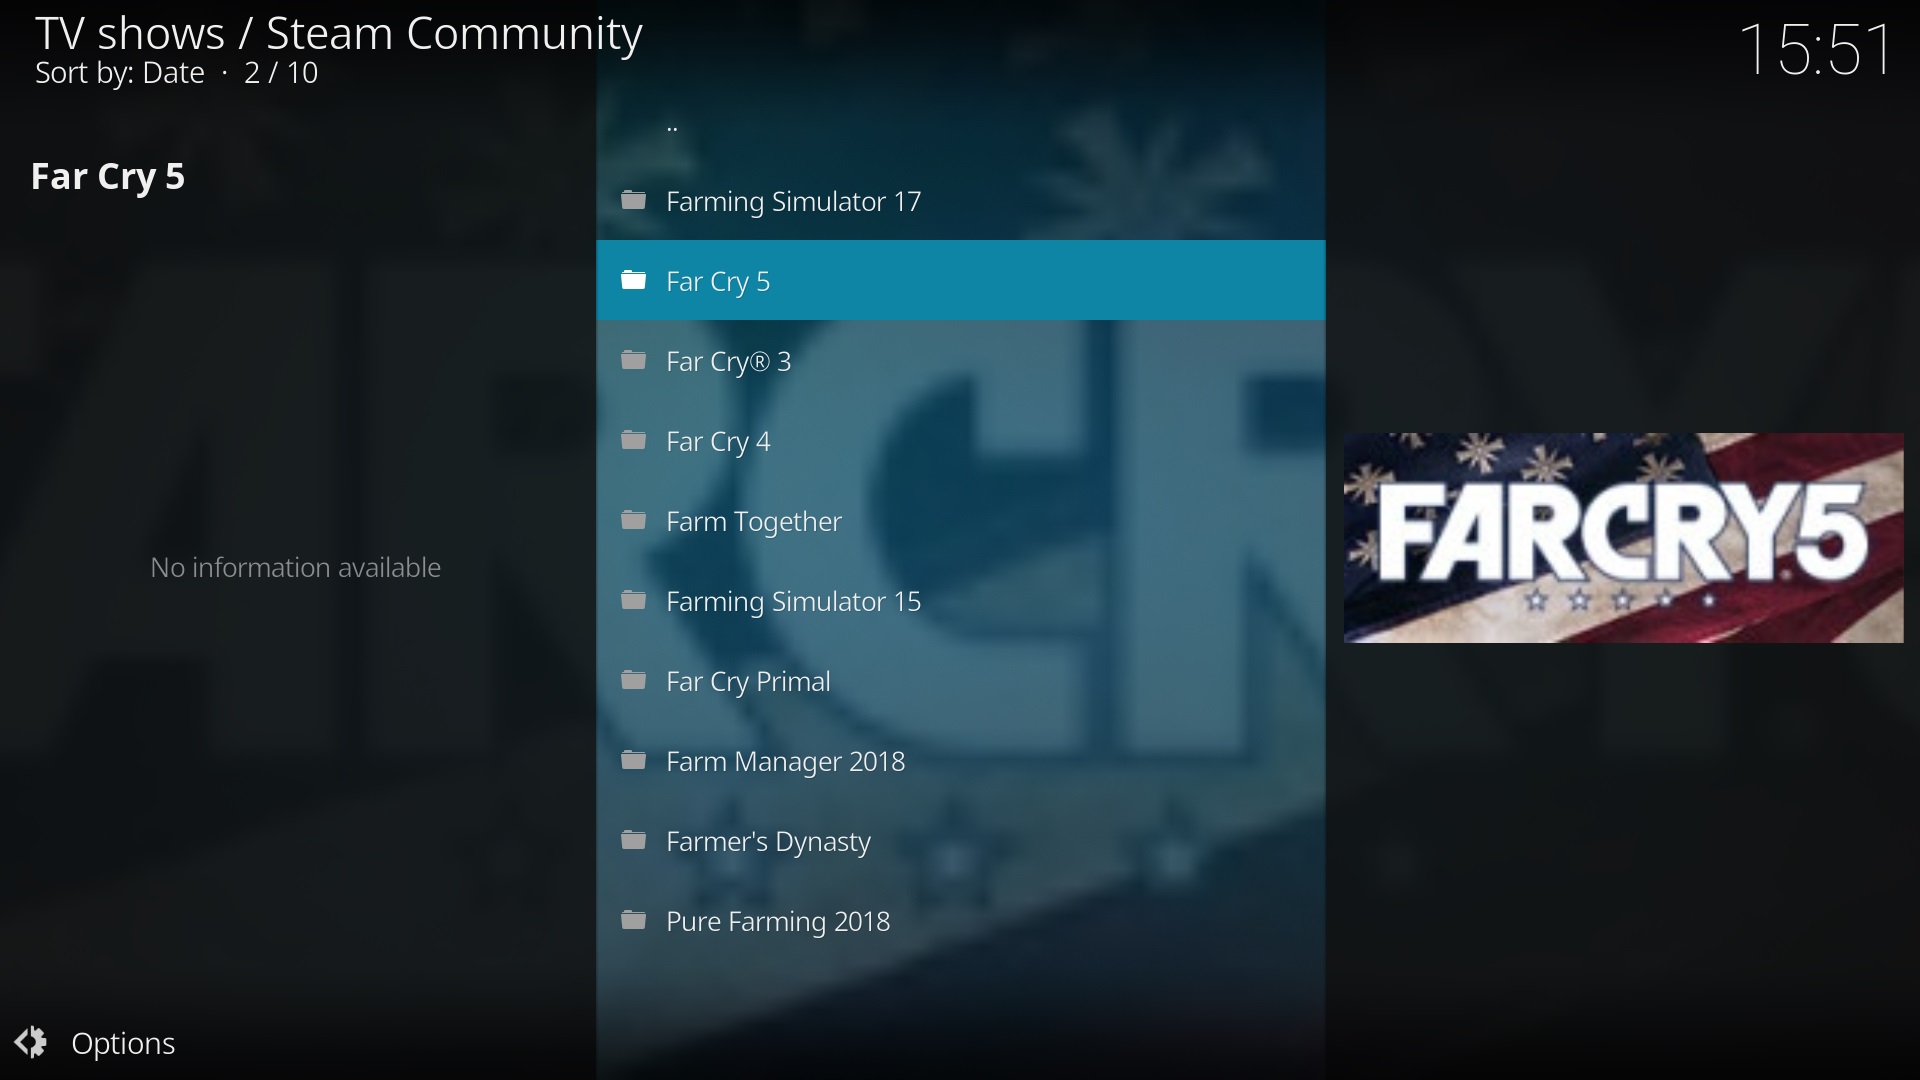 TV shows / Steam Community
Sort by: Date · 2 / 10
15:51
Far Cry 5
No information available
..
Farming Simulator 17
Far Cry 5
Far Cry® 3
Far Cry 4
Farm Together
Farming Simulator 15
Far Cry Primal
Farm Manager 2018
Farmer's Dynasty
Pure Farming 2018
FARCRY5
Options